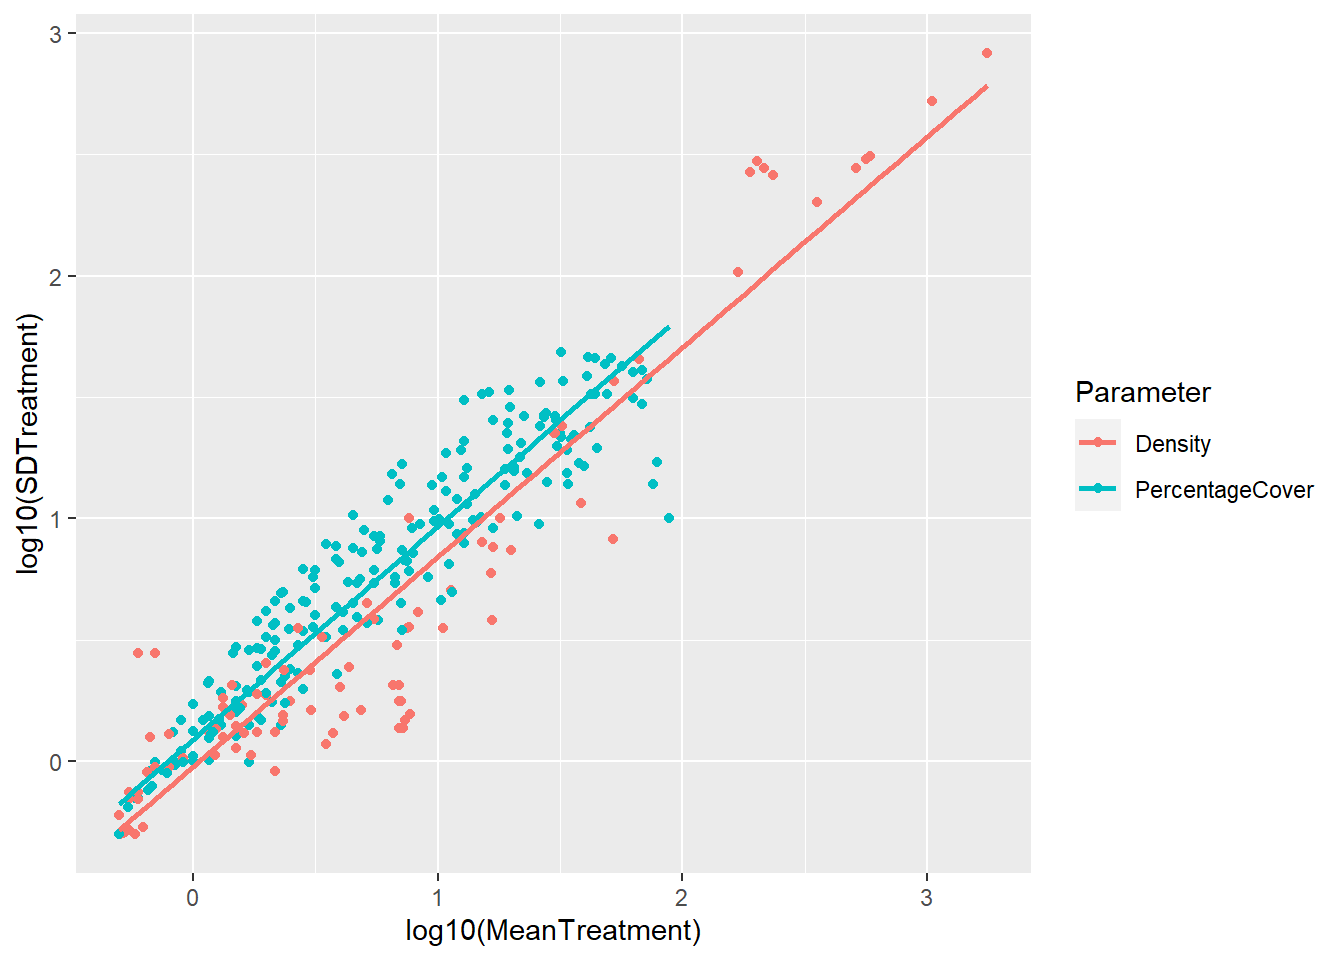 3
2
1
0
log10(SDTreatment)
0 1 2 3
log10(MeanTreatment)
Parameter
Density
PercentageCover